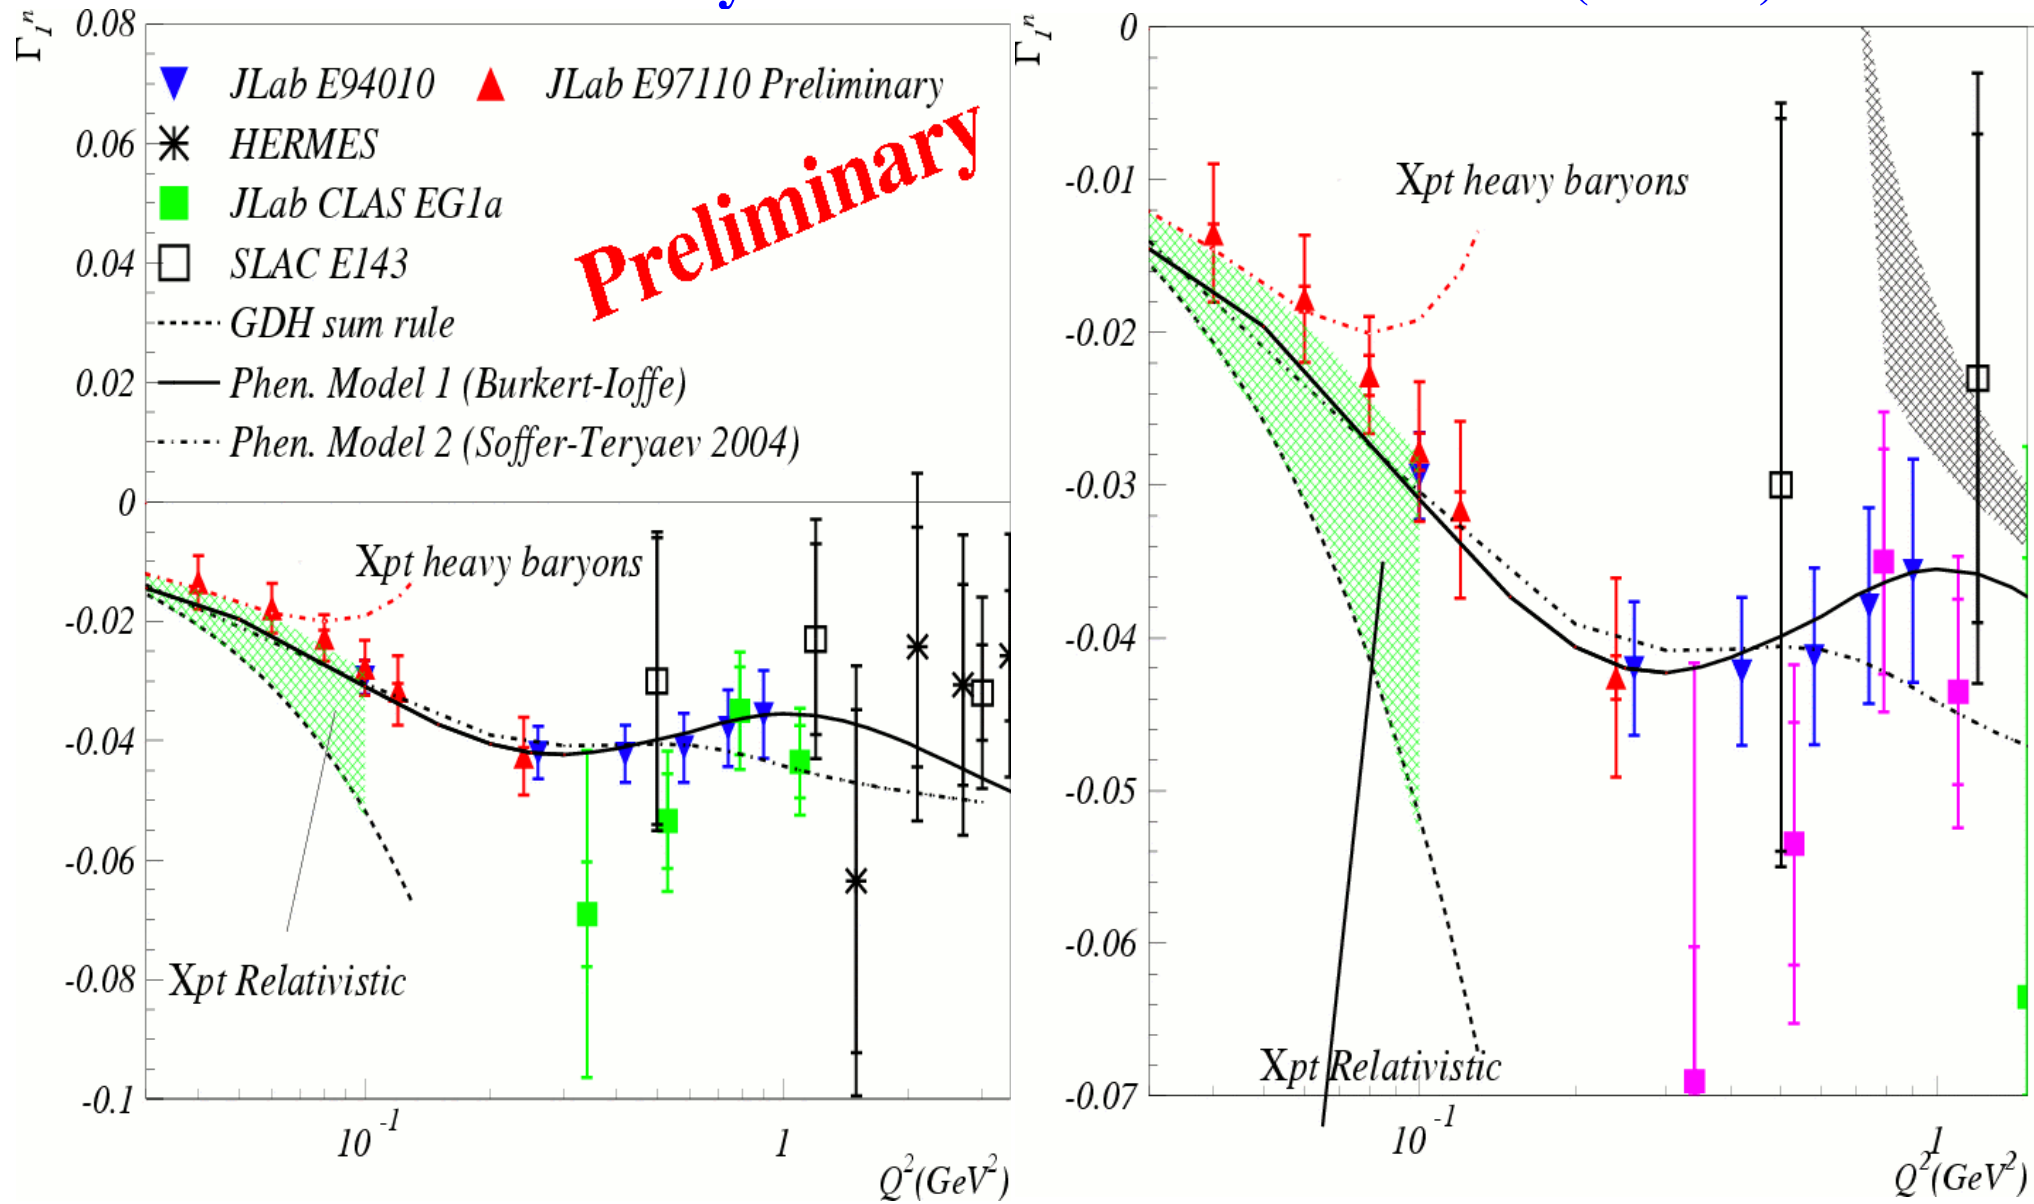 Γ₁ⁿ
0.08
0.06
0.04
0.02
0
-0.02
-0.04
-0.06
-0.08
-0.1
JLab E94010
JLab E97110 Preliminary
HERMES
JLab CLAS EG1a
SLAC E143
GDH sum rule
Phen. Model 1 (Burkert-Ioffe)
Phen. Model 2 (Soffer-Teryaev 2004)
Preliminary
Χpt heavy baryons
Χpt Relativistic
10⁻¹
1
Q²(GeV²)
Γ₁ⁿ
0
-0.01
-0.02
-0.03
-0.04
-0.05
-0.06
-0.07
Χpt heavy baryons
Χpt Relativistic
10⁻¹
1
Q²(GeV²)